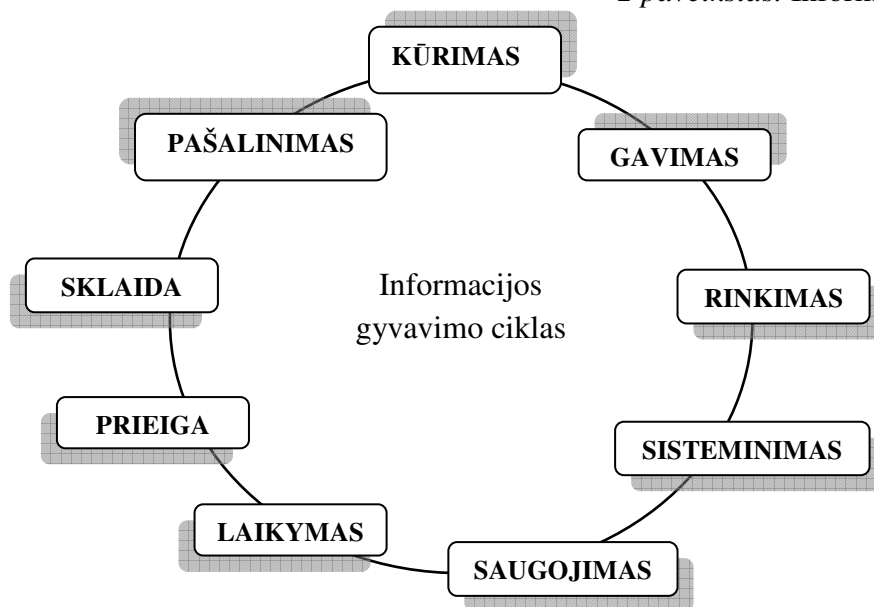 KŪRIMAS
PAŠALINIMAS
GAVIMAS
SKLAIDA
Informacijos
gyvavimo ciklas
RINKIMAS
PRIEIGA
SISTEMINIMAS
LAIKYMAS
SAUGOJIMAS